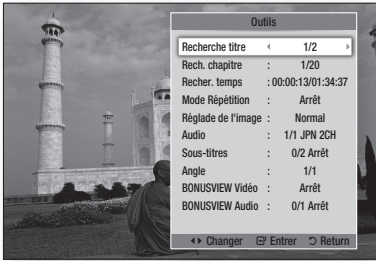 Outils
Recherche titre ◄ 1/2 ►
Rech. chapitre : 1/20
Recher. temps : 00:00:13/01:34:37
Mode Répétition : Arrêt
Réglade de l'image : Normal
Audio : 1/1 JPN 2CH
Sous-titres : 0/2 Arrêt
Angle : 1/1
BONUSVIEW Vidéo : Arrêt
BONUSVIEW Audio : 0/1 Arrêt
◄► Changer Entrer Return